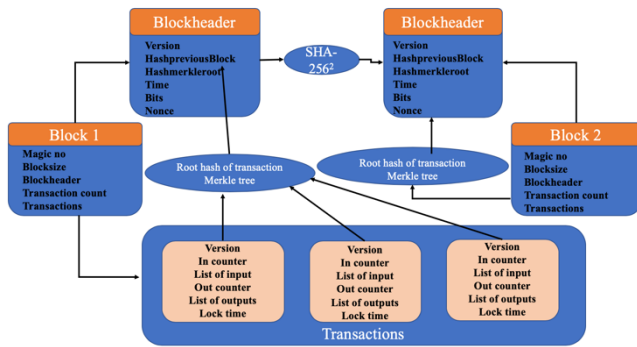 Blockheader
Version
HashpreviousBlock
Hashmerkleroot
Time
Bits
Nonce
SHA-
256²
Blockheader
Version
HashpreviousBlock
Hashmerkleroot
Time
Bits
Nonce
Block 1
Magic no
Blocksize
Blockheader
Transaction count
Transactions
Root hash of transaction
Merkle tree
Root hash of transaction
Merkle tree
Block 2
Magic no
Blocksize
Blockheader
Transaction count
Transactions
Version
In counter
List of input
Out counter
List of outputs
Lock time
Version
In counter
List of input
Out counter
List of outputs
Lock time
Version
In counter
List of input
Out counter
List of outputs
Lock time
Transactions